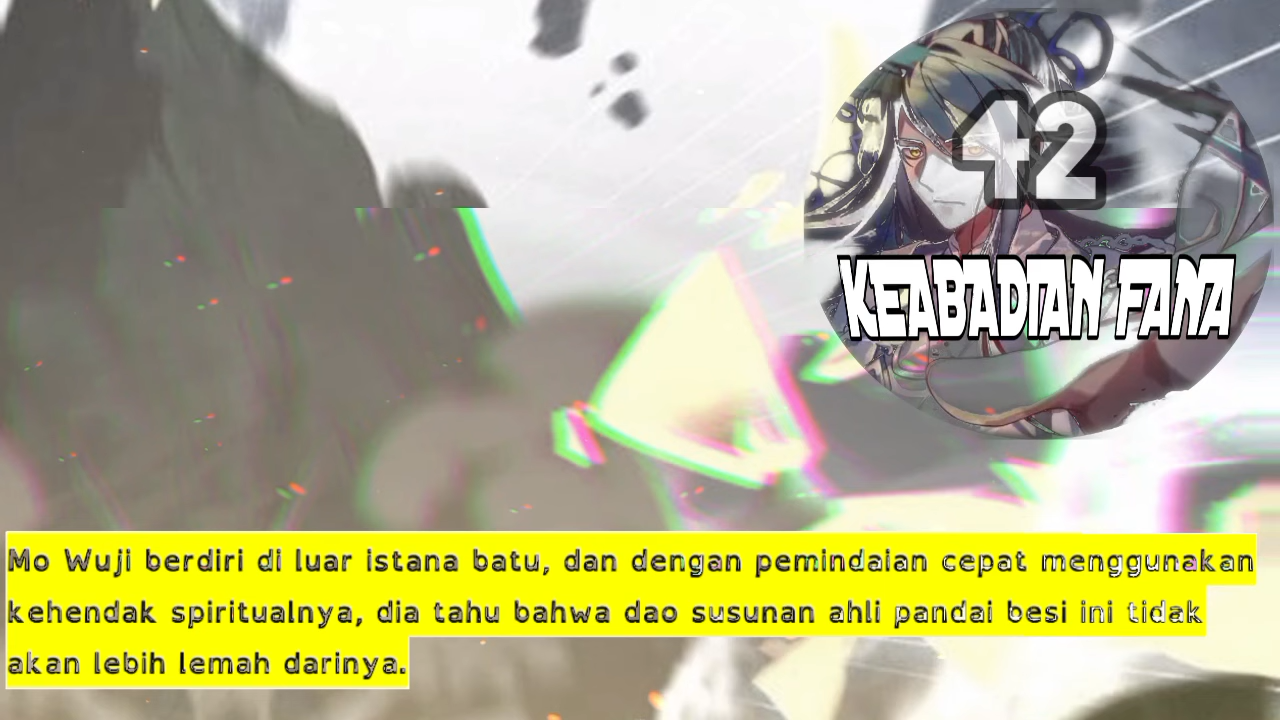 42
KEABADIAN FANA
Mo Wuji berdiri di luar istana batu, dan dengan pemindaian cepat menggunakan
kehendak spiritualnya, dia tahu bahwa dao susunan ahli pandai besi ini tidak
akan lebih lemah darinya.